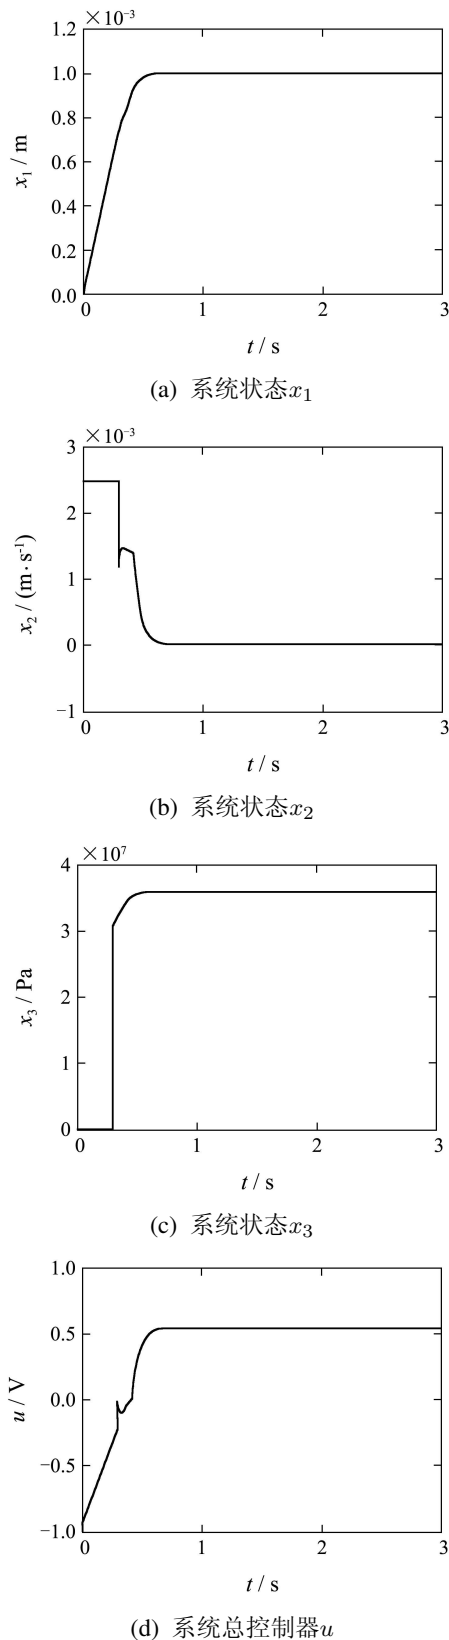 ×10⁻³
1.2
1.0
0.8
0.6
0.4
0.2
0.0
x₁ / m
0 1 2 3
t / s
(a) 系统状态x₁
×10⁻³
3
2
1
0
−1
x₂ / (m·s⁻¹)
0 1 2 3
t / s
(b) 系统状态x₂
×10⁷
4
3
2
1
0
x₃ / Pa
0 1 2 3
t / s
(c) 系统状态x₃
1.0
0.5
0.0
−0.5
−1.0
u / V
0 1 2 3
t / s
(d) 系统总控制器u